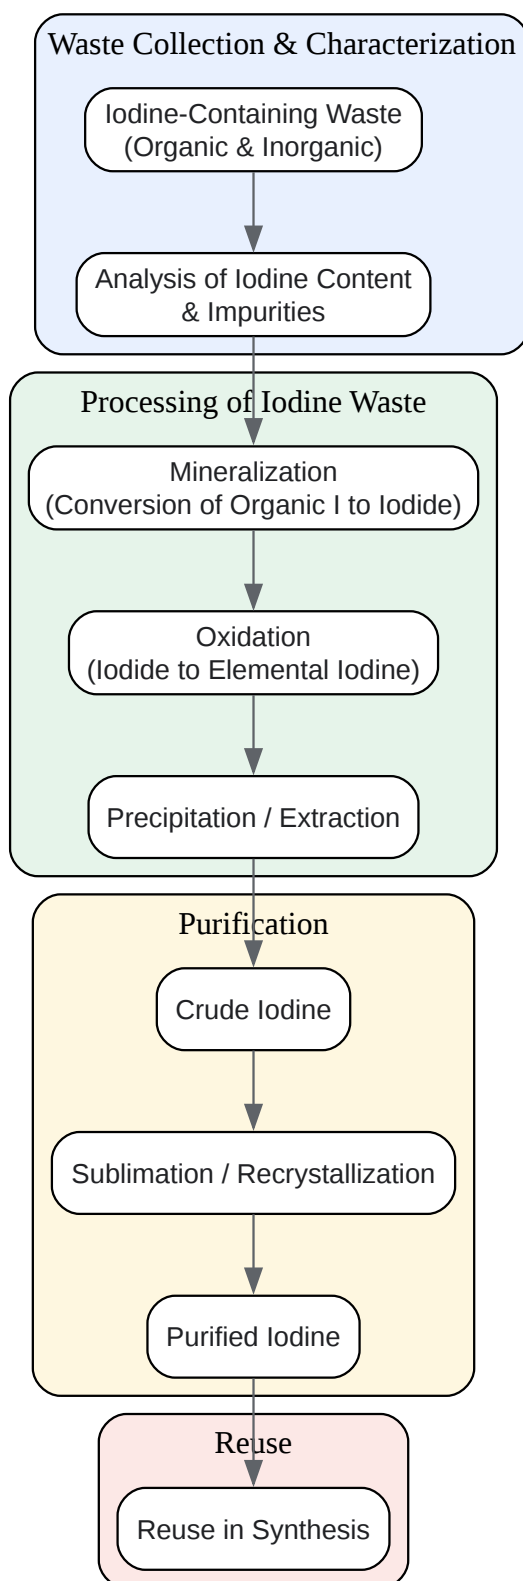 Waste Collection & Characterization
Iodine-Containing Waste
(Organic & Inorganic)
Analysis of Iodine Content
& Impurities
Processing of Iodine Waste
Mineralization
(Conversion of Organic I to Iodide)
Oxidation
(Iodide to Elemental Iodine)
Precipitation / Extraction
Purification
Crude Iodine
Sublimation / Recrystallization
Purified Iodine
Reuse
Reuse in Synthesis